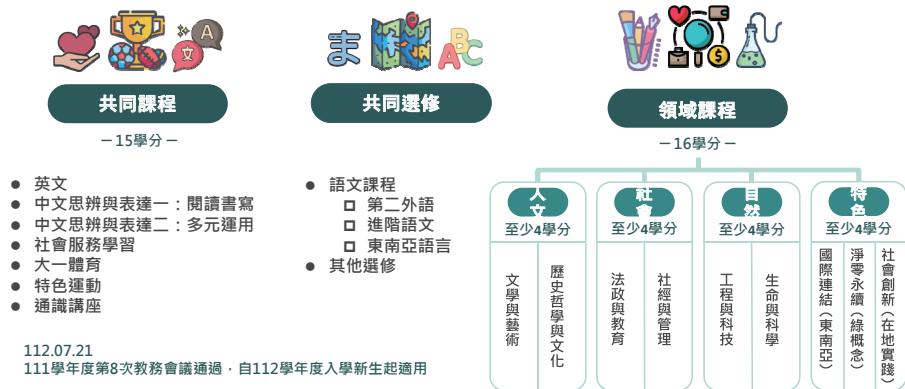 ま
A
文
ABC
共同課程
－15學分－
英文
中文思辨與表達一：閱讀書寫
中文思辨與表達二：多元運用
社會服務學習
大一體育
特色運動
通識講座
共同選修
語文課程
第二外語
進階語文
東南亞語言
其他選修
領域課程
－16學分－
人文
至少4學分
文學與藝術
歷史哲學與文化
社會
至少4學分
法政與教育
社經與管理
自然
至少4學分
工程與科技
生命與科學
特色
至少4學分
國際連結（東南亞）
淨零永續（綠概念）
社會創新（在地實踐）
112.07.21
111學年度第8次教務會議通過，自112學年度入學新生起適用